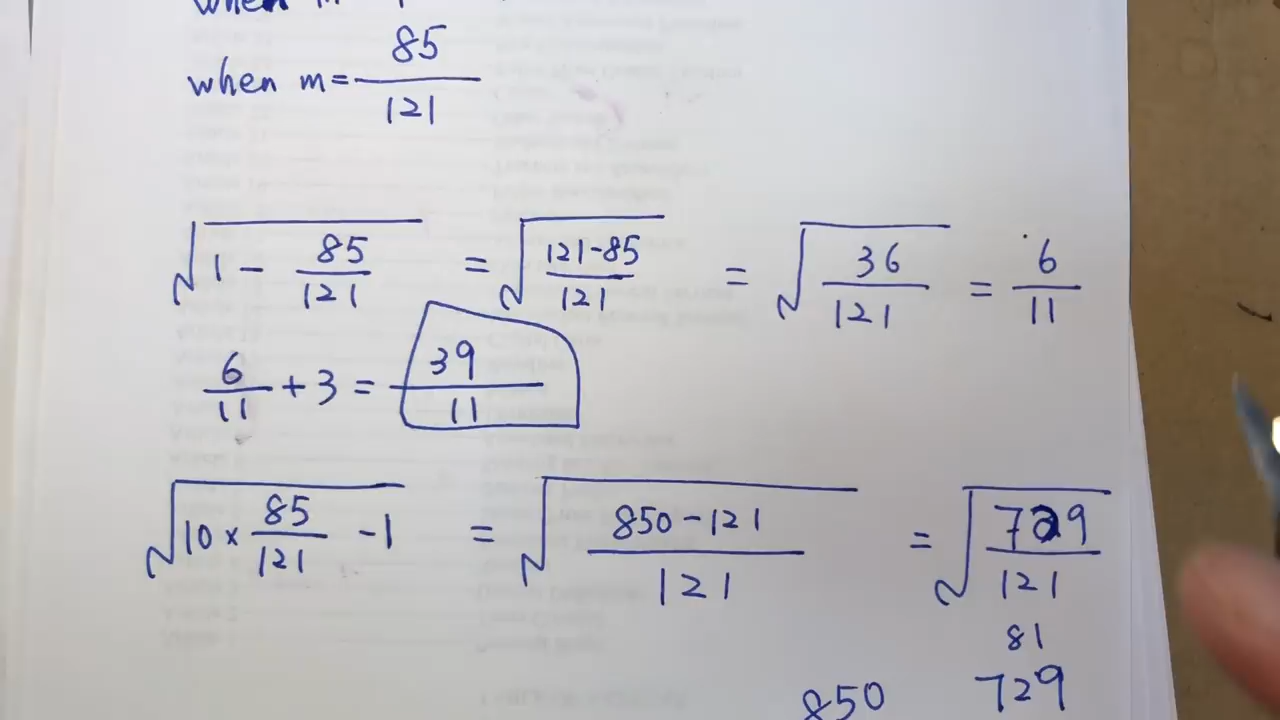 when m
when m = 85/121
√(1 - 85/121) = √((121-85)/121) = √(36/121) = 6/11
6/11 + 3 = 39/11
√(10 × 85/121 - 1) = √((850-121)/121) = √(729/121)
81
850 729